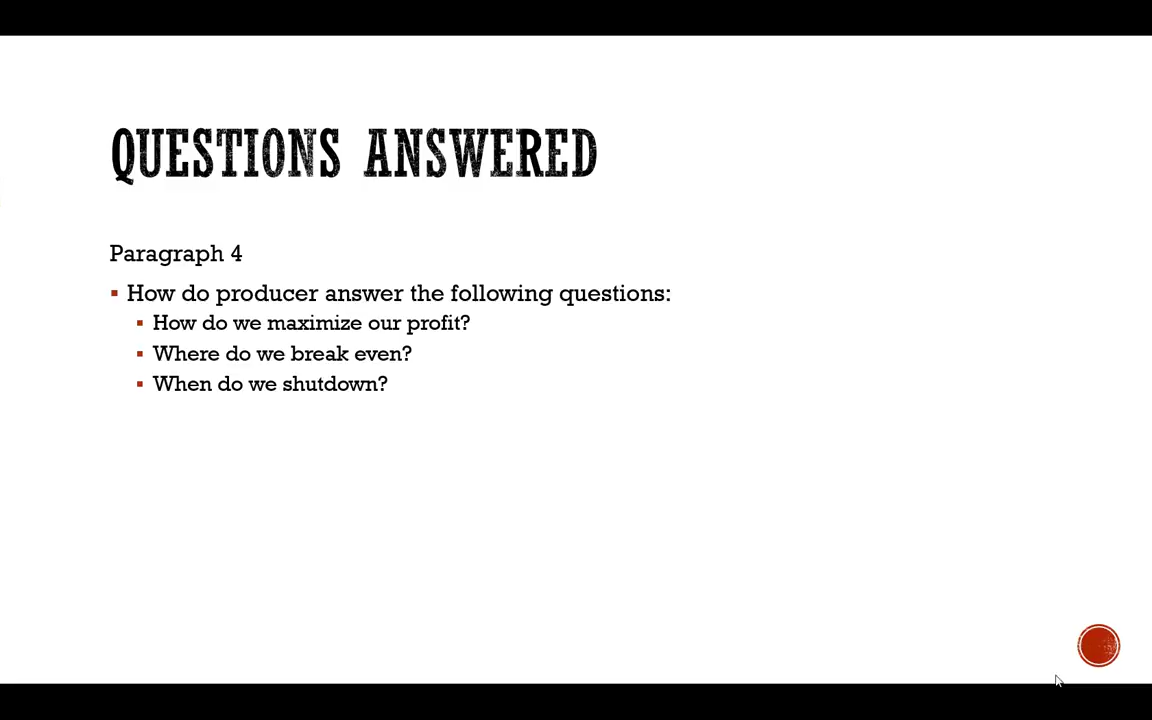 QUESTIONS ANSWERED
Paragraph 4
▪ How do producer answer the following questions:
▪ How do we maximize our profit?
▪ Where do we break even?
▪ When do we shutdown?